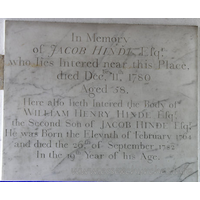 In Memory
of JACOB HINDE, Esqr.
who lies Interred near this Place,
died Decr. 11, 1780
Aged 58.
Here also lieth interred the Body of
WILLIAM HENRY HINDE, Esqr.
the Second Son of JACOB HINDE Esqr.
He was Born the Eleventh of February 1764
and died the 26th of September
In the 19th Year of his Age.